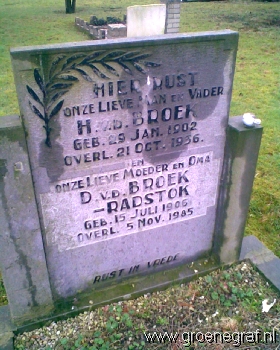 HIER RUST
ONZE LIEVE MAN EN VADER
H.V.D. BROEK
GEB. 29 JAN. 1902
OVERL. 21 OCT. 1956.
EN
ONZE LIEVE MOEDER EN OMA
D.V.D. BROEK
-RADSTOK
GEB. 15 JULI 1906
OVERL. 5 NOV. 1985
RUST IN VREDE
www.groenegraf.nl